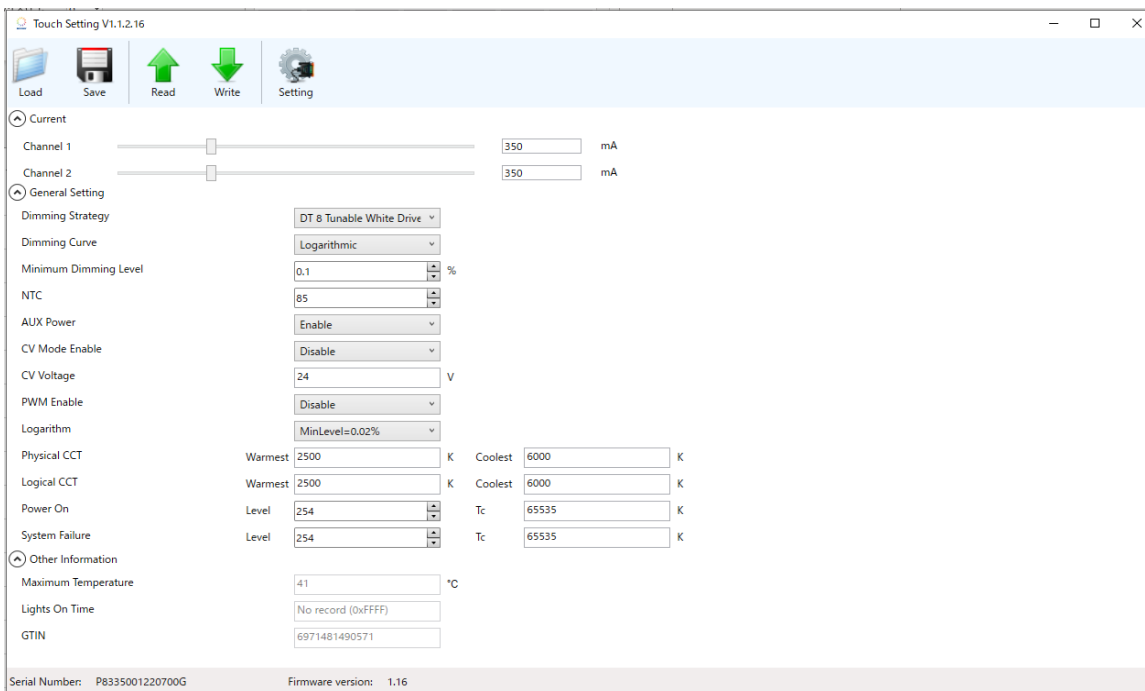 Touch Setting V1.1.2.16
Load Save Read Write Setting
Current
Channel 1 350 mA
Channel 2 350 mA
General Setting
Dimming Strategy DT 8 Tunable White Drive
Dimming Curve Logarithmic
Minimum Dimming Level 0.1 %
NTC 85
AUX Power Enable
CV Mode Enable Disable
CV Voltage 24 V
PWM Enable Disable
Logarithm MinLevel=0.02%
Physical CCT Warmest 2500 K Coolest 6000 K
Logical CCT Warmest 2500 K Coolest 6000 K
Power On Level 254 Tc 65535 K
System Failure Level 254 Tc 65535 K
Other Information
Maximum Temperature 41 °C
Lights On Time No record (0xFFFF)
GTIN 6971481490571
Serial Number: P8335001220700G Firmware version: 1.16